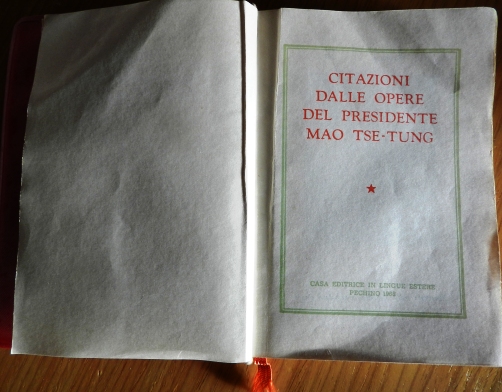 CITAZIONI
DALLE OPERE
DEL PRESIDENTE
MAO TSE-TUNG
CASA EDITRICE IN LINGUE ESTERE
PECHINO